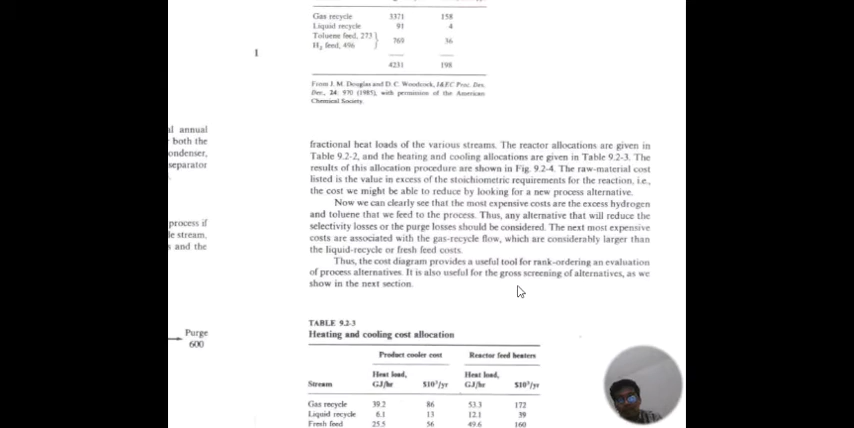 Gas recycle 3371 158
Liquid recycle 91 4
Toluene feed, 273
H₂ feed, 496 } 769 36
4231 198
1
From J. M. Douglas and D. C. Woodcock, I&EC Proc. Des.
Dev., 24: 970 (1985), with permission of the American
Chemical Society.
al annual
both the
ondenser,
separator
process if
le stream,
s and the
Purge
600
fractional heat loads of the various streams. The reactor allocations are given in
Table 9.2-2, and the heating and cooling allocations are given in Table 9.2-3. The
results of this allocation procedure are shown in Fig. 9.2-4. The raw-material cost
listed is the value in excess of the stoichiometric requirements for the reaction, i.e.,
the cost we might be able to reduce by looking for a new process alternative.
Now we can clearly see that the most expensive costs are the excess hydrogen
and toluene that we feed to the process. Thus, any alternative that will reduce the
selectivity losses or the purge losses should be considered. The next most expensive
costs are associated with the gas-recycle flow, which are considerably larger than
the liquid-recycle or fresh feed costs.
Thus, the cost diagram provides a useful tool for rank-ordering an evaluation
of process alternatives. It is also useful for the gross screening of alternatives, as we
show in the next section.
TABLE 9.2-3
Heating and cooling cost allocation
Product cooler cost Reactor feed heaters
Heat load, Heat load,
Stream GJ/hr $10³/yr GJ/hr $10³/yr
Gas recycle 39.2 86 53.3 172
Liquid recycle 6.1 13 12.1 39
Fresh feed 25.5 56 49.6 160